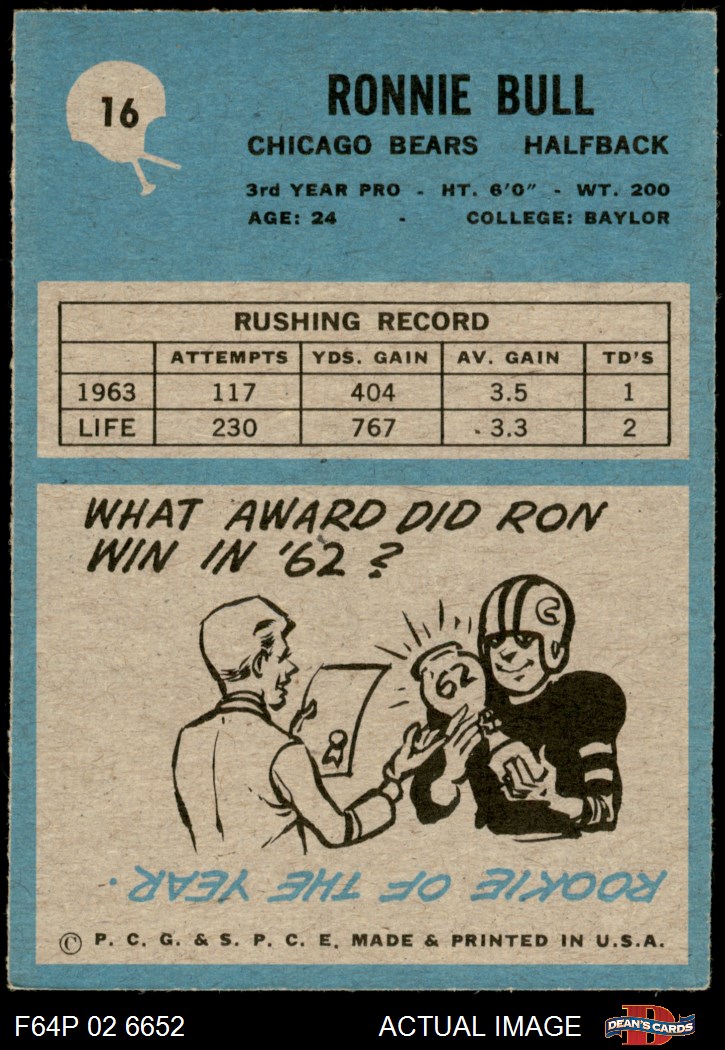 16
RONNIE BULL
CHICAGO BEARS HALFBACK
3rd YEAR PRO - HT. 6'0" - WT. 200
AGE: 24 - COLLEGE: BAYLOR
RUSHING RECORD
ATTEMPTS YDS. GAIN AV. GAIN TD'S
1963 117 404 3.5 1
LIFE 230 767 3.3 2
WHAT AWARD DID RON
WIN IN '62?
C
'62
ROOKIE OF THE YEAR.
© P. C. G. & S. P. C. E. MADE & PRINTED IN U.S.A.
F64P 02 6652 ACTUAL IMAGE
D
DEAN'S CARDS